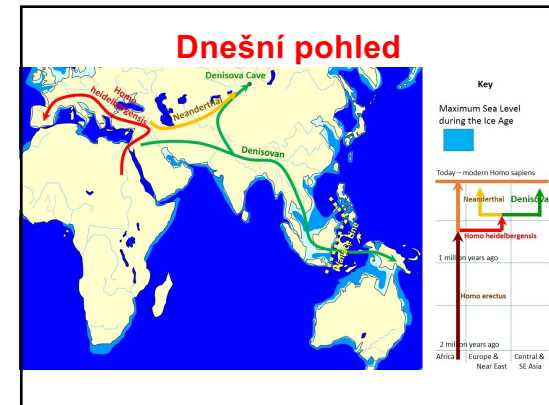 Dnešní pohled
Denisova Cave
Homo
heidelbergensis
Neanderthal
Denisovan
Key
Maximum Sea Level
during the Ice Age
Today – modern Homo sapiens
Neanderthal
Denisova
Homo heidelbergensis
1 million years ago
Homo erectus
2 million years ago
Africa
Europe &
Near East
Central &
SE Asia